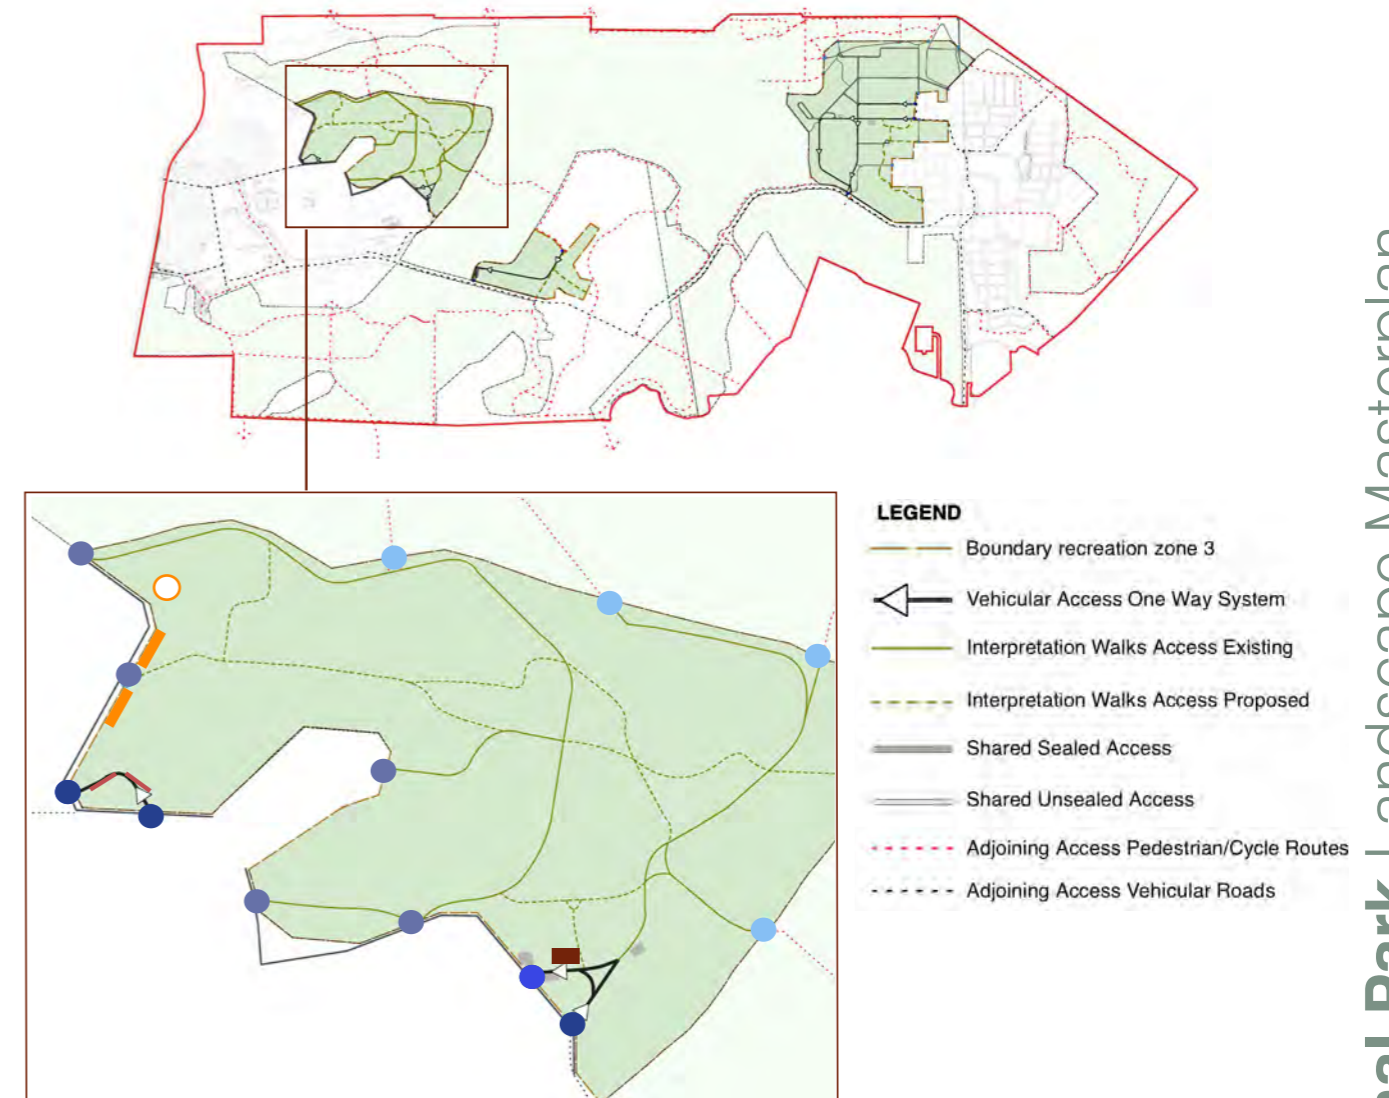 LEGEND
Boundary recreation zone 3
Vehicular Access One Way System
Interpretation Walks Access Existing
Interpretation Walks Access Proposed
Shared Sealed Access
Shared Unsealed Access
Adjoining Access Pedestrian/Cycle Routes
Adjoining Access Vehicular Roads
Park Landscape Masterplan